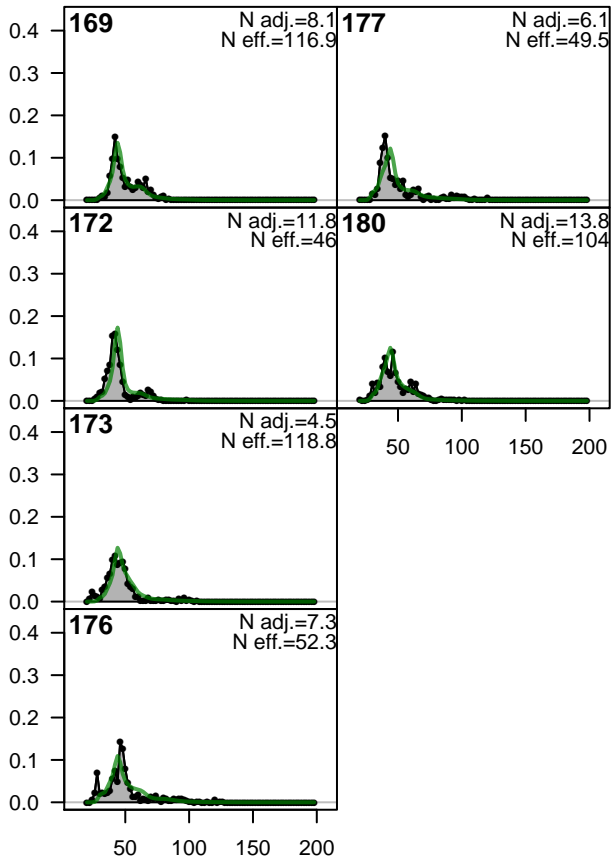 169 N adj.=8.1
N eff.=116.9
177 N adj.=6.1
N eff.=49.5
172 N adj.=11.8
N eff.=46
180 N adj.=13.8
N eff.=104
173 N adj.=4.5
N eff.=118.8
176 N adj.=7.3
N eff.=52.3
0.4
0.3
0.2
0.1
0.0
0.4
0.3
0.2
0.1
0.0
0.4
0.3
0.2
0.1
0.0
0.4
0.3
0.2
0.1
0.0
50 100 150 200
50 100 150 200